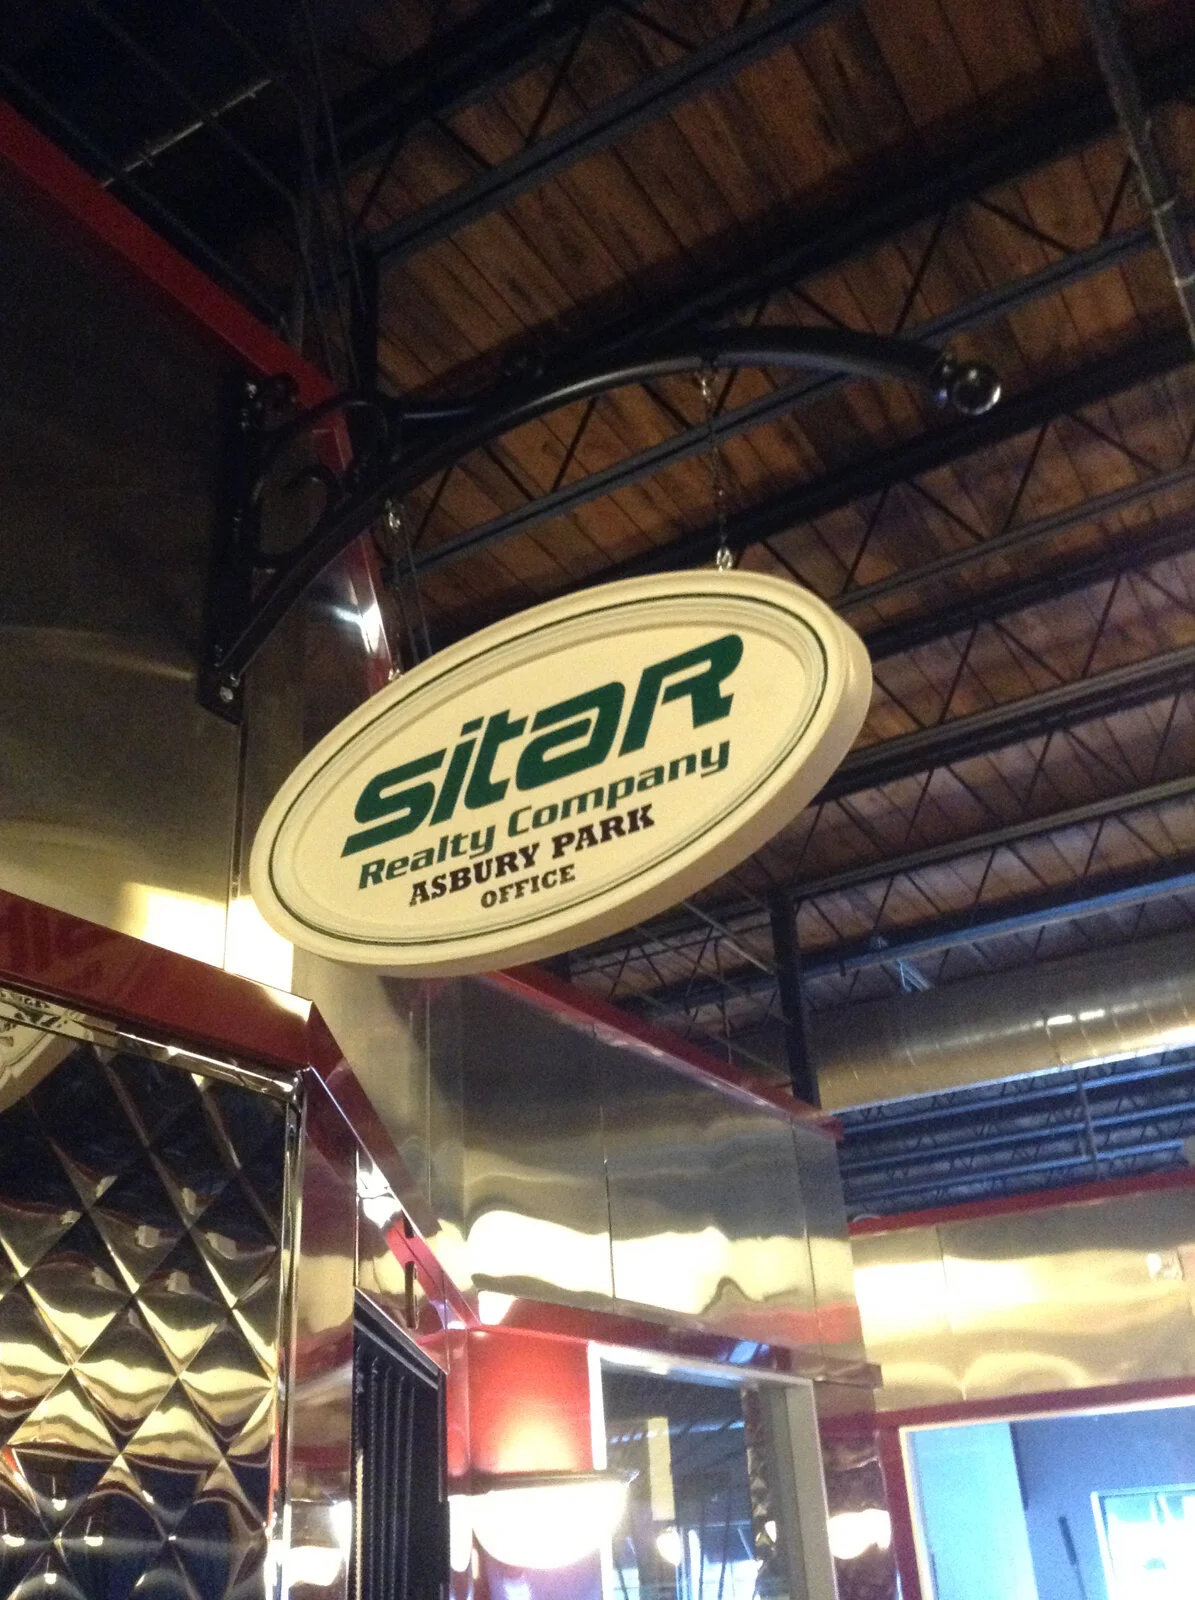 sitaR
Realty Company
ASBURY PARK
OFFICE